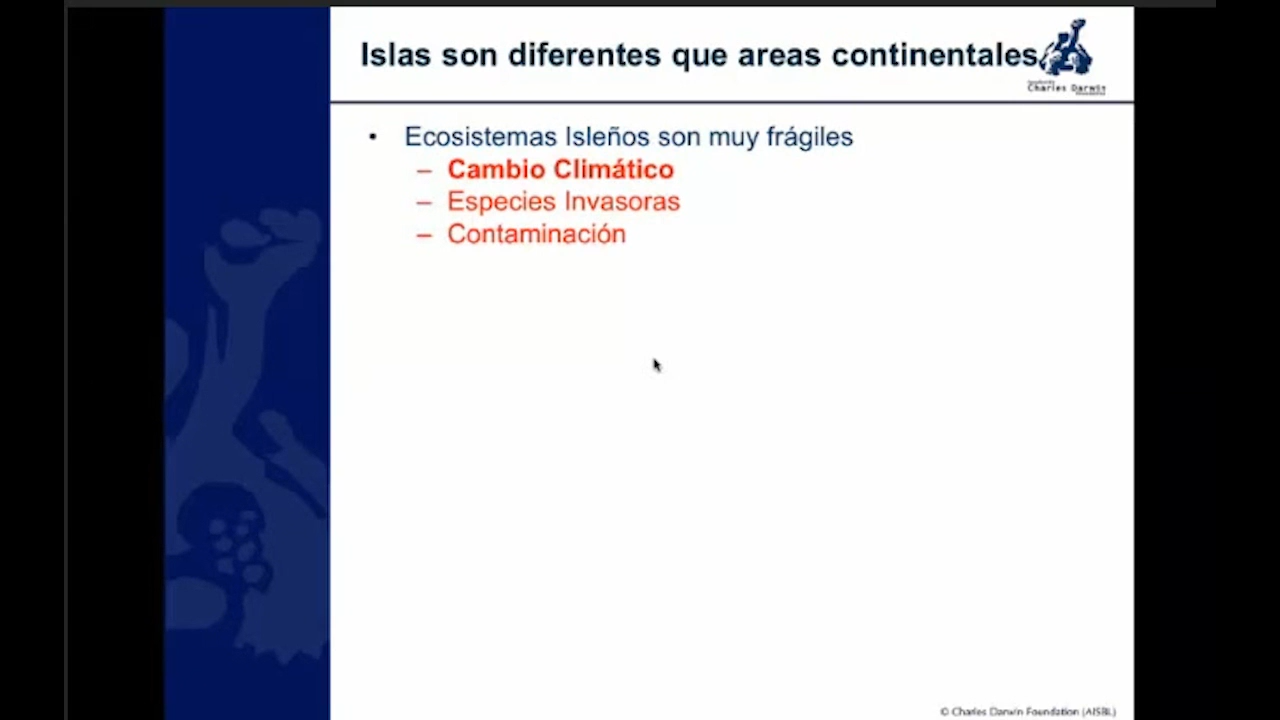 Islas son diferentes que areas continentales
Charles Darwin
• Ecosistemas Isleños son muy frágiles
– Cambio Climático
– Especies Invasoras
– Contaminación
© Charles Darwin Foundation (AISBL)